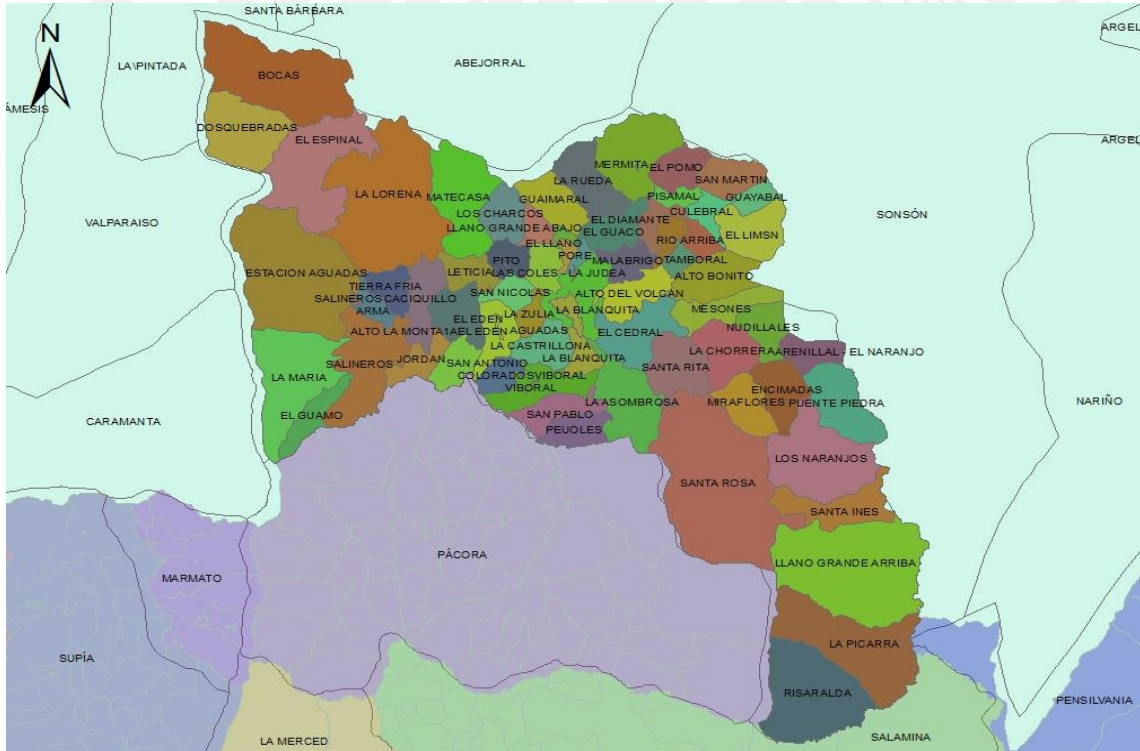 SANTA BÁRBARA
ARGEL
N
LA\PINTADA
ABEJORRAL
BOCAS
ÁMESIS
DOSQUEBRADAS
EL ESPINAL
ARGEL
MERMITA
EL POMO
LA RUEDA
SAN MARTIN
LA LORENA
MATECASA
GUAIMARAL
PISAMAL
GUAYABAL
VALPARAISO
LOS CHARCOS
EL DIAMANTE
CULEBRAL
SONSÓN
LLANO GRANDE ABAJO
EL GUACO
EL LIMSN
EL LLANO
RIO ARRIBA
PORE
PITO
MALABRIGO
TAMBORAL
ESTACION AGUADAS
LETICIA
LAS COLES
LA JUDEA
ALTO BONITO
TIERRA FRIA
SALINEROS
CACIQUILLO
SAN NICOLAS
ALTO DEL VOLCAN
ARMA
EL EDEN
LA ZULIA
LA BLANQUITA
MESONES
ALTO LA MONTA1A
EL EDEN
AGUADAS
EL CEDRAL
NUDILLALES
LA CASTRILLONA
LA CHORRERA
ARENILLAL - EL NARANJO
JORDAN
SALINEROS
SAN ANTONIO
LA BLANQUITA
SANTA RITA
LA MARIA
COLORADOS
VIBORAL
VIBORAL
ENCIMADAS
LA ASOMBROSA
MIRAFLORES
PUENTE PIEDRA
NARIÑO
EL GUAMO
SAN PABLO
CARAMANTA
PEUOLES
LOS NARANJOS
SANTA ROSA
SANTA INES
PÁCORA
LLANO GRANDE ARRIBA
MARMATO
LA PICARRA
SUPÍA
RISARALDA
PENSILVANIA
LA MERCED
SALAMINA